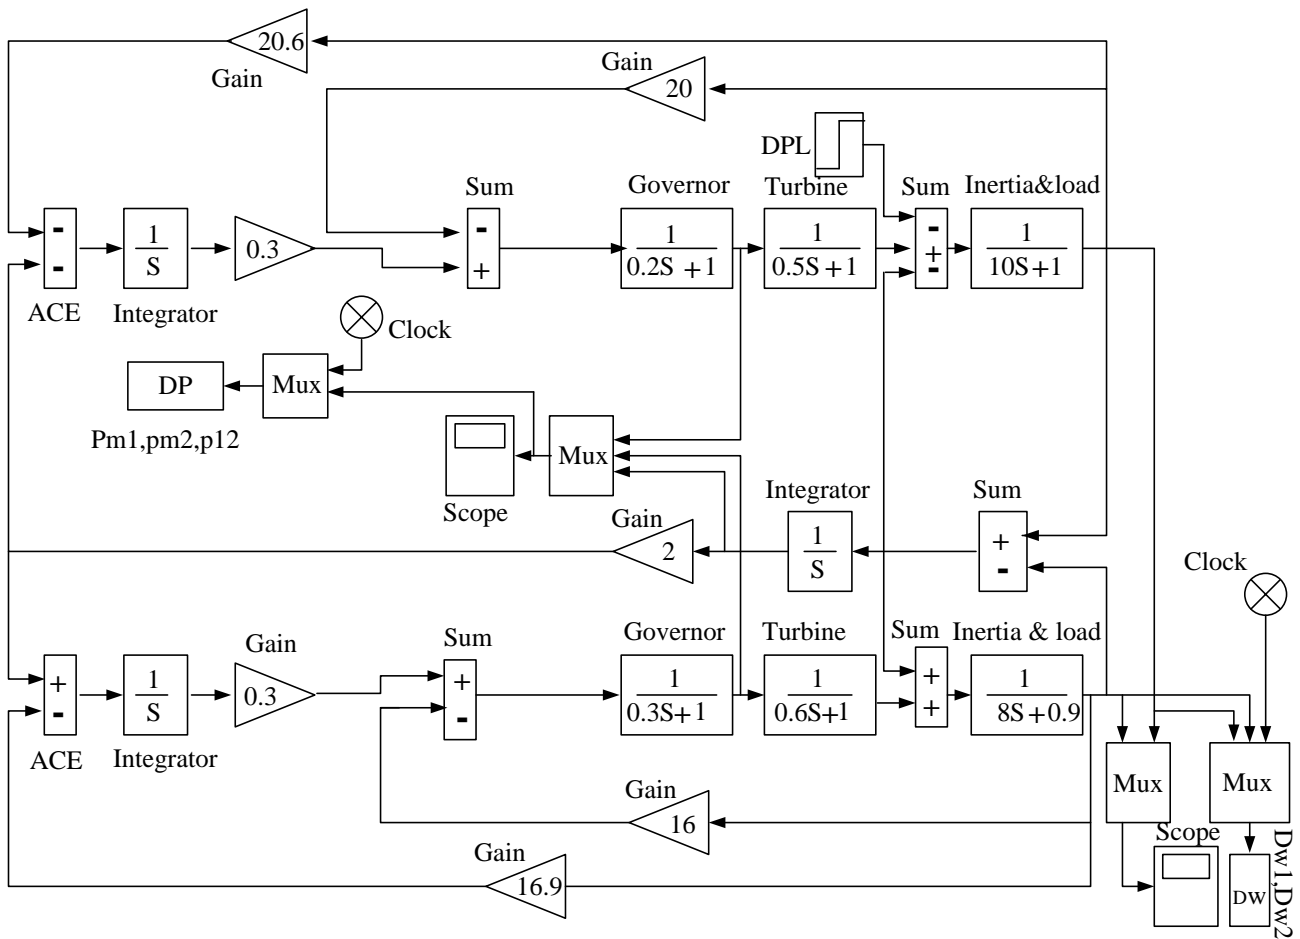 20.6
Gain
Gain
20
DPL
Sum
Governor
Turbine
Sum
Inertia&load
-
-
ACE
1
S
Integrator
0.3
-
+
1
0.2S +1
1
0.5S+1
-
+
-
1
10S+1
Clock
DP
Mux
Pm1,pm2,p12
Mux
Scope
Integrator
Sum
Gain
2
1
S
+
-
Clock
Gain
Sum
Governor
Turbine
Sum
Inertia & load
+
-
ACE
1
S
Integrator
0.3
+
-
1
0.3S+1
1
0.6S+1
+
+
1
8S+0.9
Mux
Mux
Gain
16
Scope
Gain
16.9
DW
Dw1,Dw2